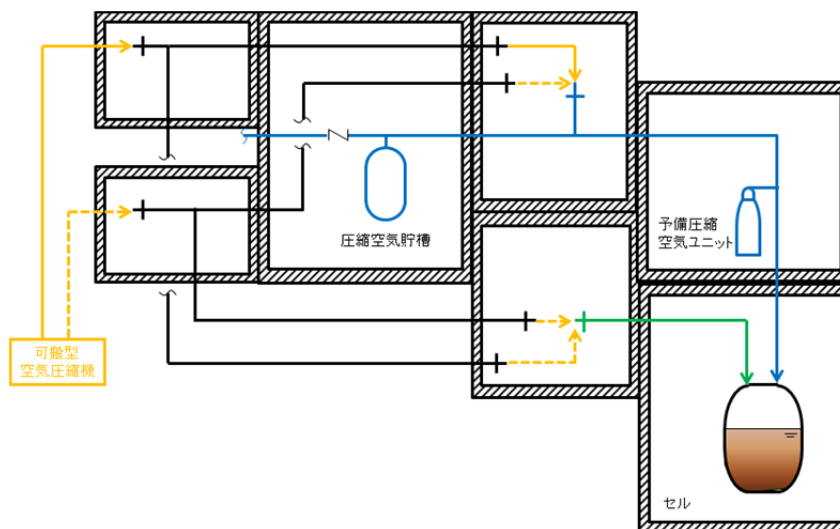 圧縮空気貯槽
予備圧縮
空気ユニット
可搬型
空気圧縮機
セル